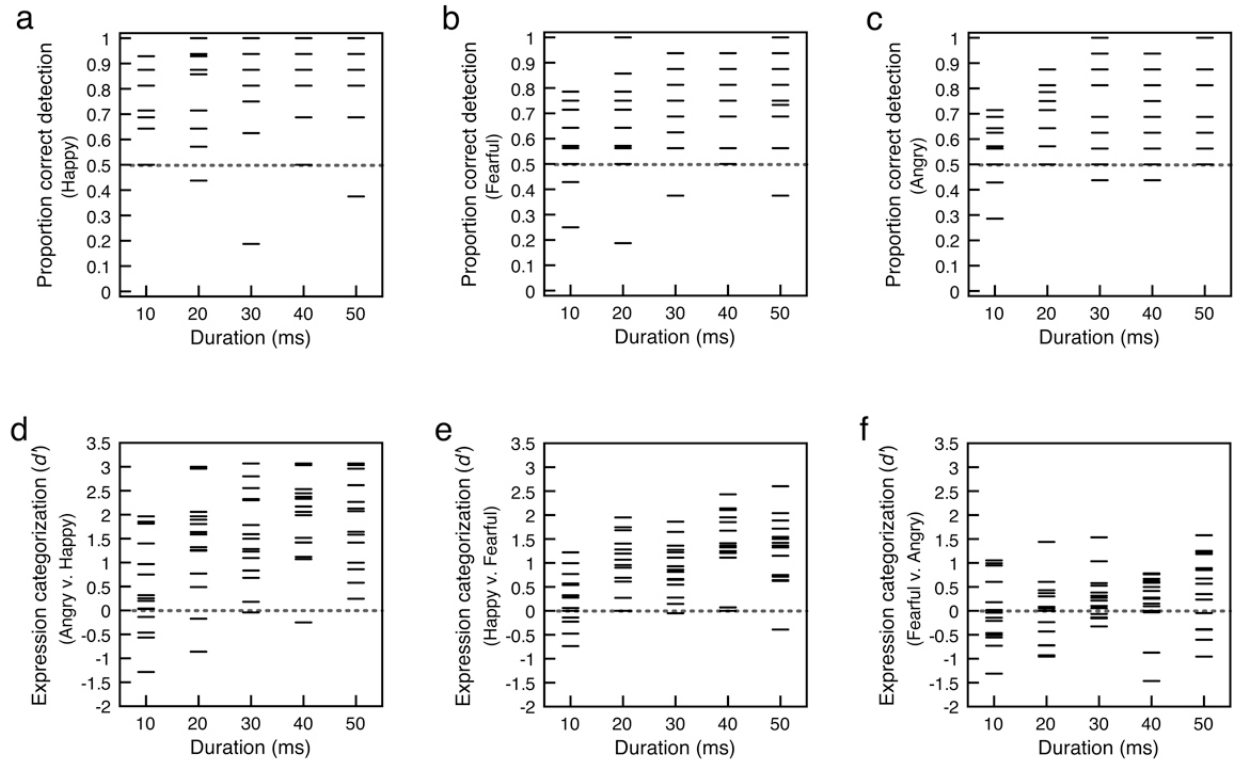 a
Proportion correct detection
(Happy)
1
0.9
0.8
0.7
0.6
0.5
0.4
0.3
0.2
0.1
0
10 20 30 40 50
Duration (ms)
b
Proportion correct detection
(Fearful)
1
0.9
0.8
0.7
0.6
0.5
0.4
0.3
0.2
0.1
0
10 20 30 40 50
Duration (ms)
c
Proportion correct detection
(Angry)
1
0.9
0.8
0.7
0.6
0.5
0.4
0.3
0.2
0.1
0
10 20 30 40 50
Duration (ms)
d
Expression categorization (d')
(Angry v. Happy)
3.5
3
2.5
2
1.5
1
0.5
0
-0.5
-1
-1.5
-2
10 20 30 40 50
Duration (ms)
e
Expression categorization (d')
(Happy v. Fearful)
3.5
3
2.5
2
1.5
1
0.5
0
-0.5
-1
-1.5
-2
10 20 30 40 50
Duration (ms)
f
Expression categorization (d')
(Fearful v. Angry)
3.5
3
2.5
2
1.5
1
0.5
0
-0.5
-1
-1.5
-2
10 20 30 40 50
Duration (ms)